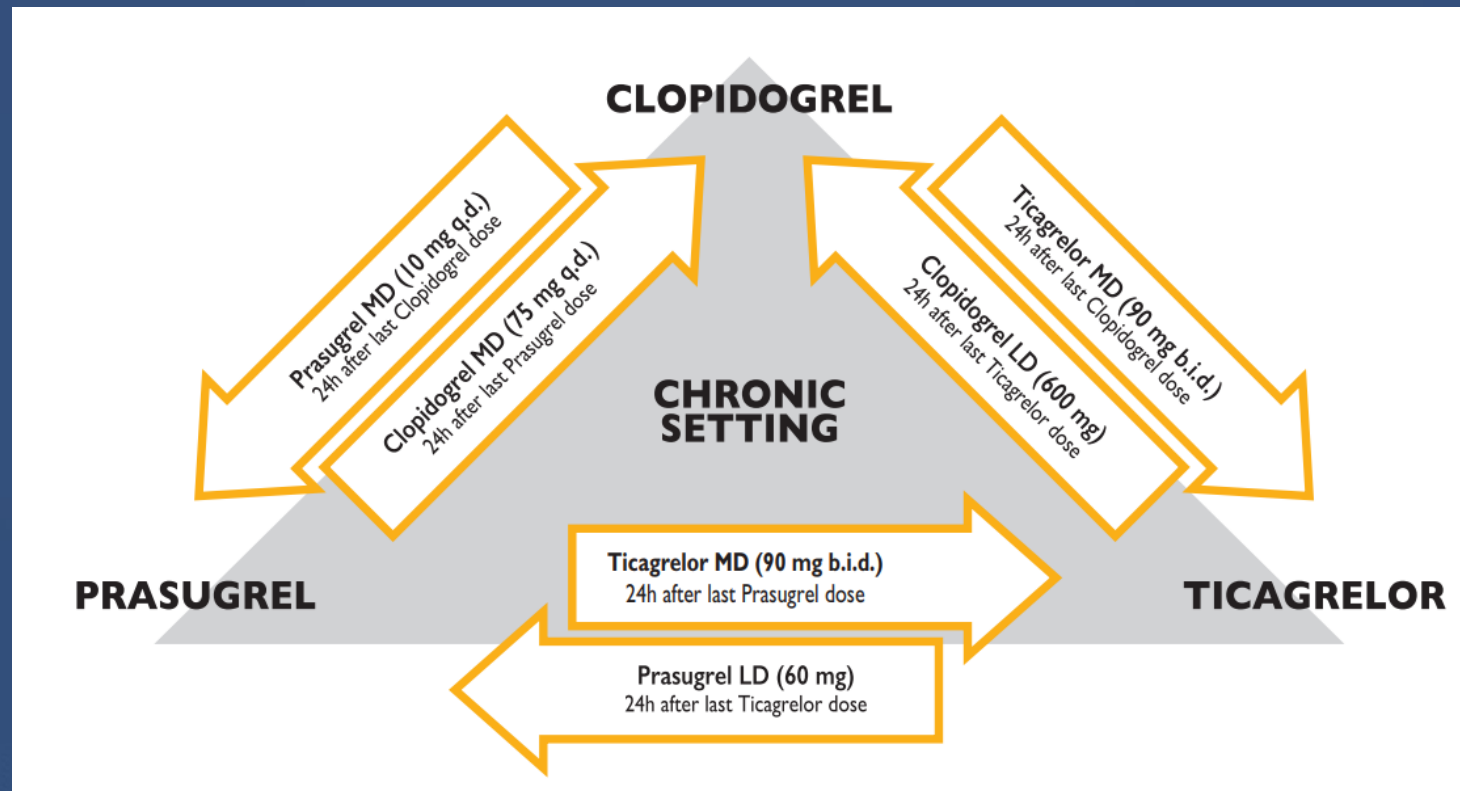 CLOPIDOGREL
Prasugrel MD (10 mg q.d.)
24h after last Clopidogrel dose
Clopidogrel MD (75 mg q.d.)
24h after last Prasugrel dose
Ticagrelor MD (90 mg b.i.d.)
24h after last Clopidogrel dose
Clopidogrel LD (600 mg)
24h after last Ticagrelor dose
CHRONIC
SETTING
Ticagrelor MD (90 mg b.i.d.)
24h after last Prasugrel dose
PRASUGREL
TICAGRELOR
Prasugrel LD (60 mg)
24h after last Ticagrelor dose